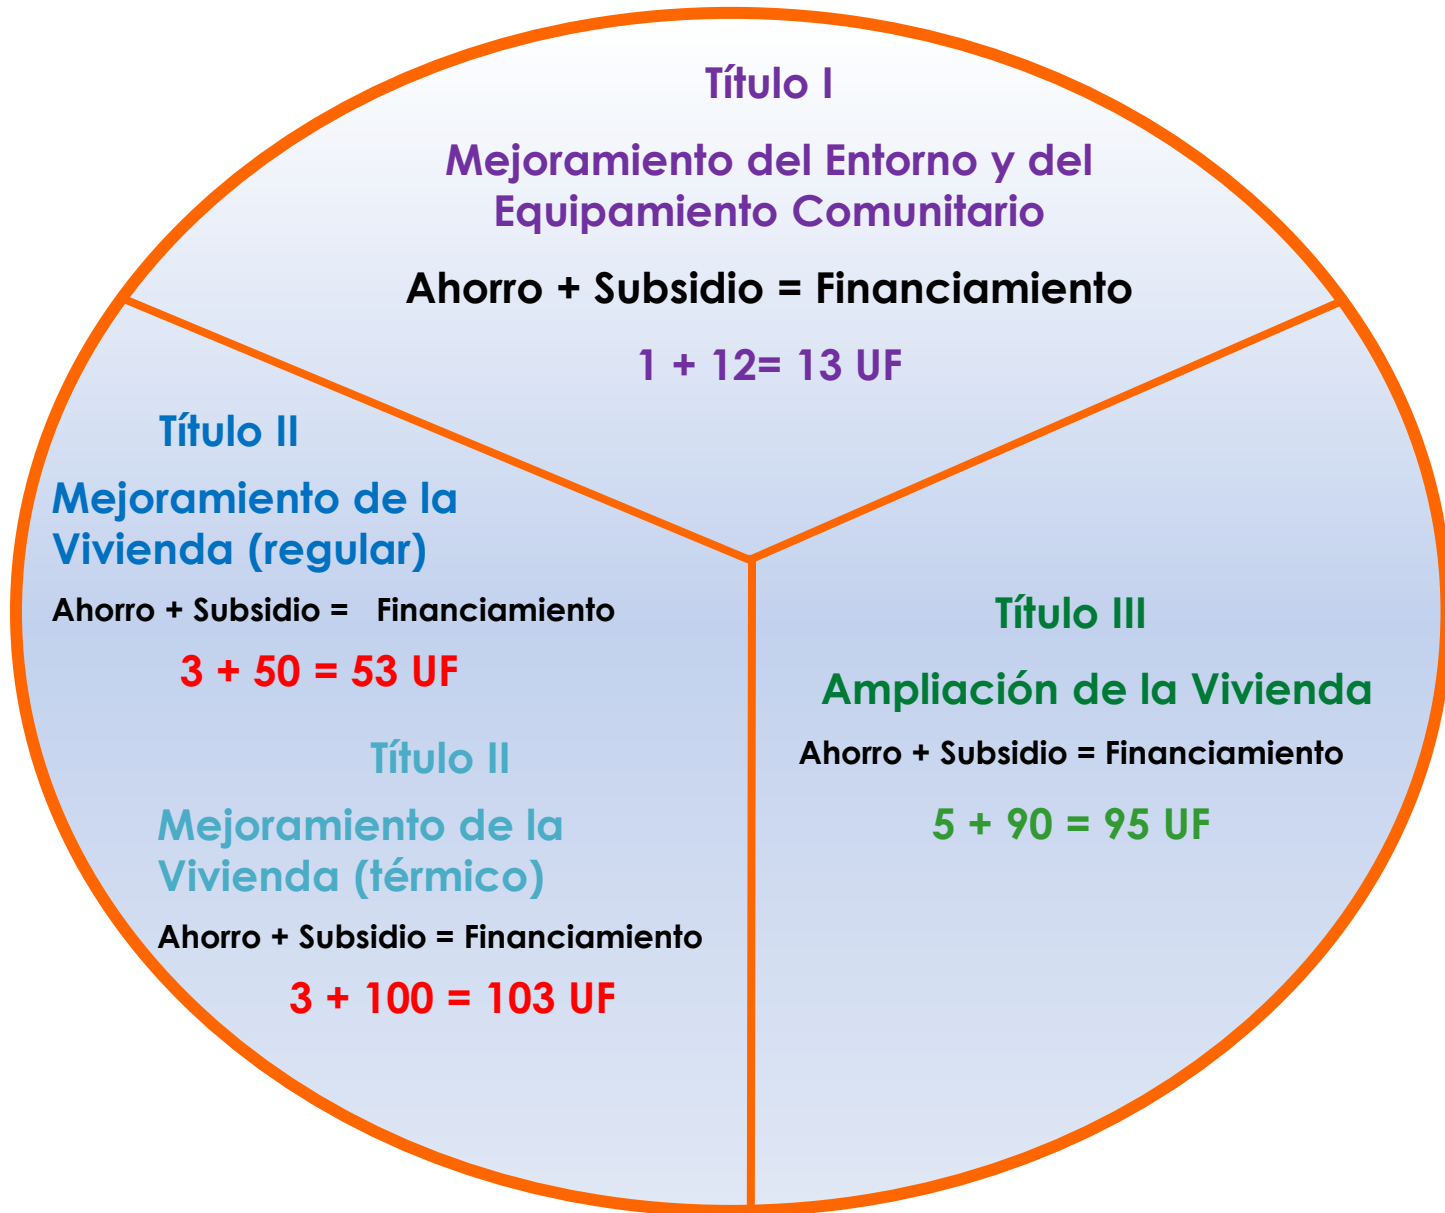 Título I
Mejoramiento del Entorno y del
Equipamiento Comunitario
Ahorro + Subsidio = Financiamiento
1 + 12= 13 UF
Título II
Mejoramiento de la
Vivienda (regular)
Ahorro + Subsidio = Financiamiento
3 + 50 = 53 UF
Título II
Mejoramiento de la
Vivienda (térmico)
Ahorro + Subsidio = Financiamiento
3 + 100 = 103 UF
Título III
Ampliación de la Vivienda
Ahorro + Subsidio = Financiamiento
5 + 90 = 95 UF